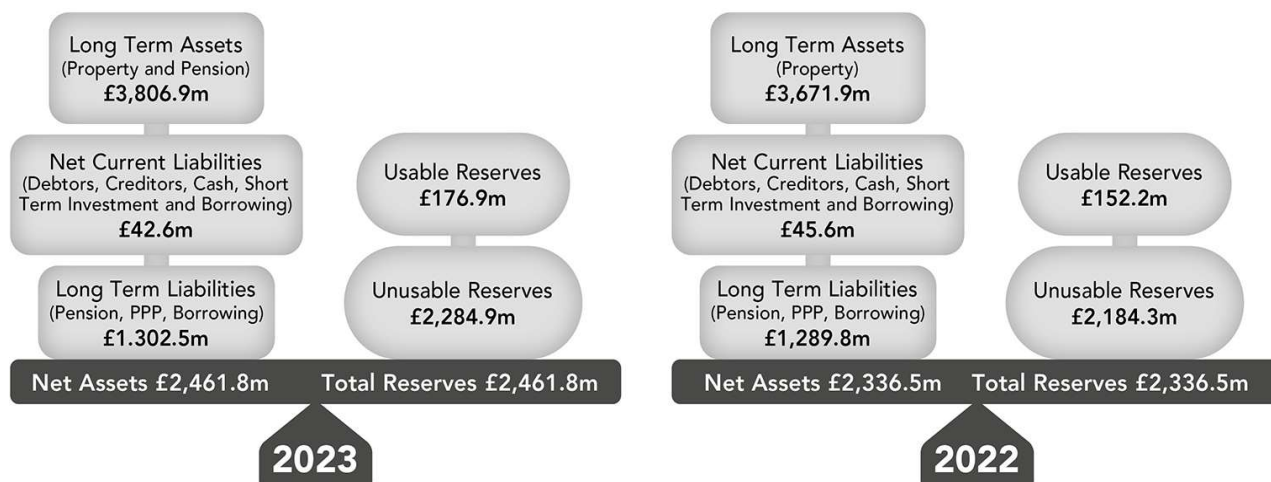 Long Term Assets
(Property and Pension)
£3,806.9m
Net Current Liabilities
(Debtors, Creditors, Cash, Short
Term Investment and Borrowing)
£42.6m
Long Term Liabilities
(Pension, PPP, Borrowing)
£1.302.5m
Usable Reserves
£176.9m
Unusable Reserves
£2,284.9m
Net Assets £2,461.8m
Total Reserves £2,461.8m
2023
Long Term Assets
(Property)
£3,671.9m
Net Current Liabilities
(Debtors, Creditors, Cash, Short
Term Investment and Borrowing)
£45.6m
Long Term Liabilities
(Pension, PPP, Borrowing)
£1,289.8m
Usable Reserves
£152.2m
Unusable Reserves
£2,184.3m
Net Assets £2,336.5m
Total Reserves £2,336.5m
2022